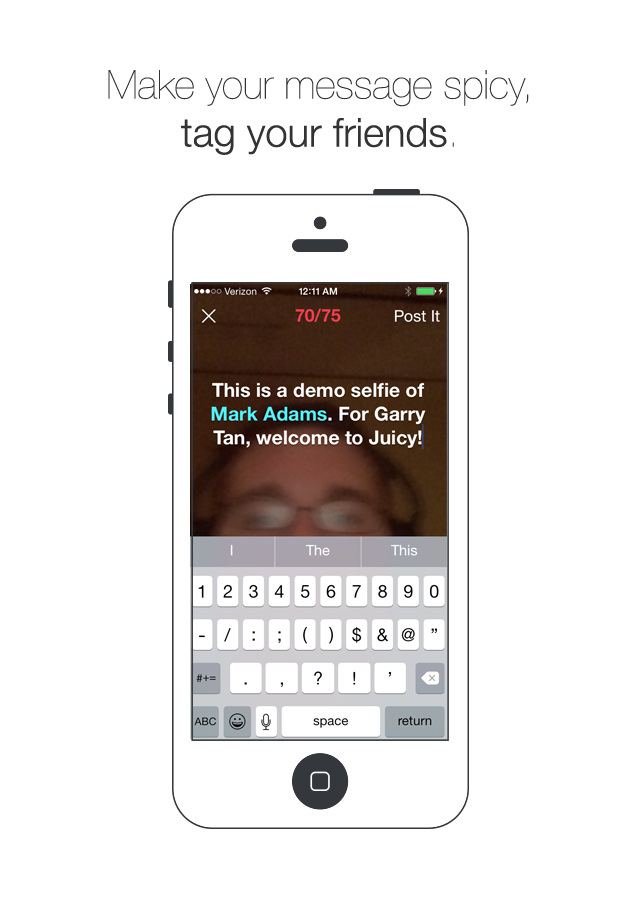 Make your message spicy,
tag your friends.
Verizon 12:11 AM
70/75 Post It
This is a demo selfie of
Mark Adams. For Garry
Tan, welcome to Juicy!
I The This
1 2 3 4 5 6 7 8 9 0
- / : ; ( ) $ & @ ”
#+= . , ? ! ’
ABC space return